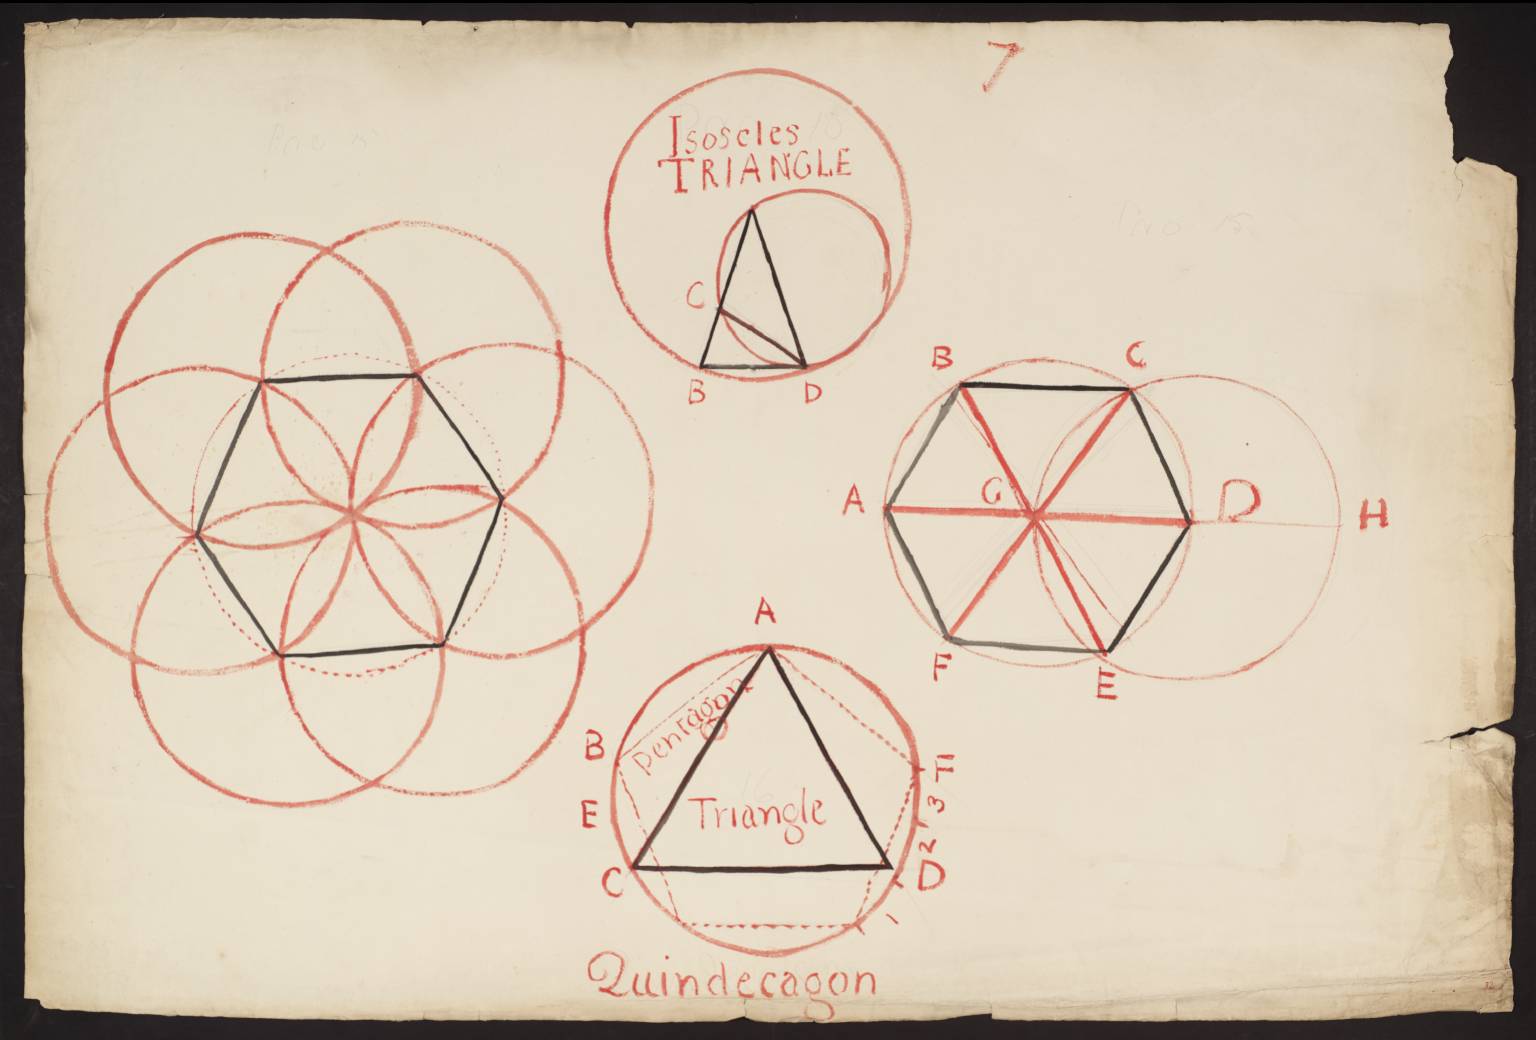 7
Isosceles
TRIANGLE
C
B D
B C
A G D H
F E
A
Pentagon
B
F
E
3
Triangle
2
C D
1
Quindecagon